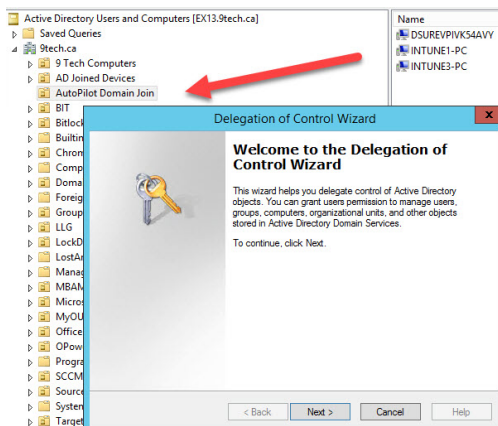 Active Directory Users and Computers [EX13.9tech.ca]
Saved Queries
9tech.ca
9 Tech Computers
AD Joined Devices
AutoPilot Domain Join
BIT
Bitlock
Builtin
Chrom
Comp
Domai
Foreig
Group
LLG
LockD
LostAn
Manag
MBAM
Micros
MyOU
Office
OPow
Progra
SCCM
Source
System
Target
Name
DSUREVPIVK54AVY
INTUNE1-PC
INTUNE3-PC
Delegation of Control Wizard
x
Welcome to the Delegation of
Control Wizard
This wizard helps you delegate control of Active Directory
objects. You can grant users permission to manage users,
groups, computers, organizational units, and other objects
stored in Active Directory Domain Services.
To continue, click Next.
< Back
Next >
Cancel
Help